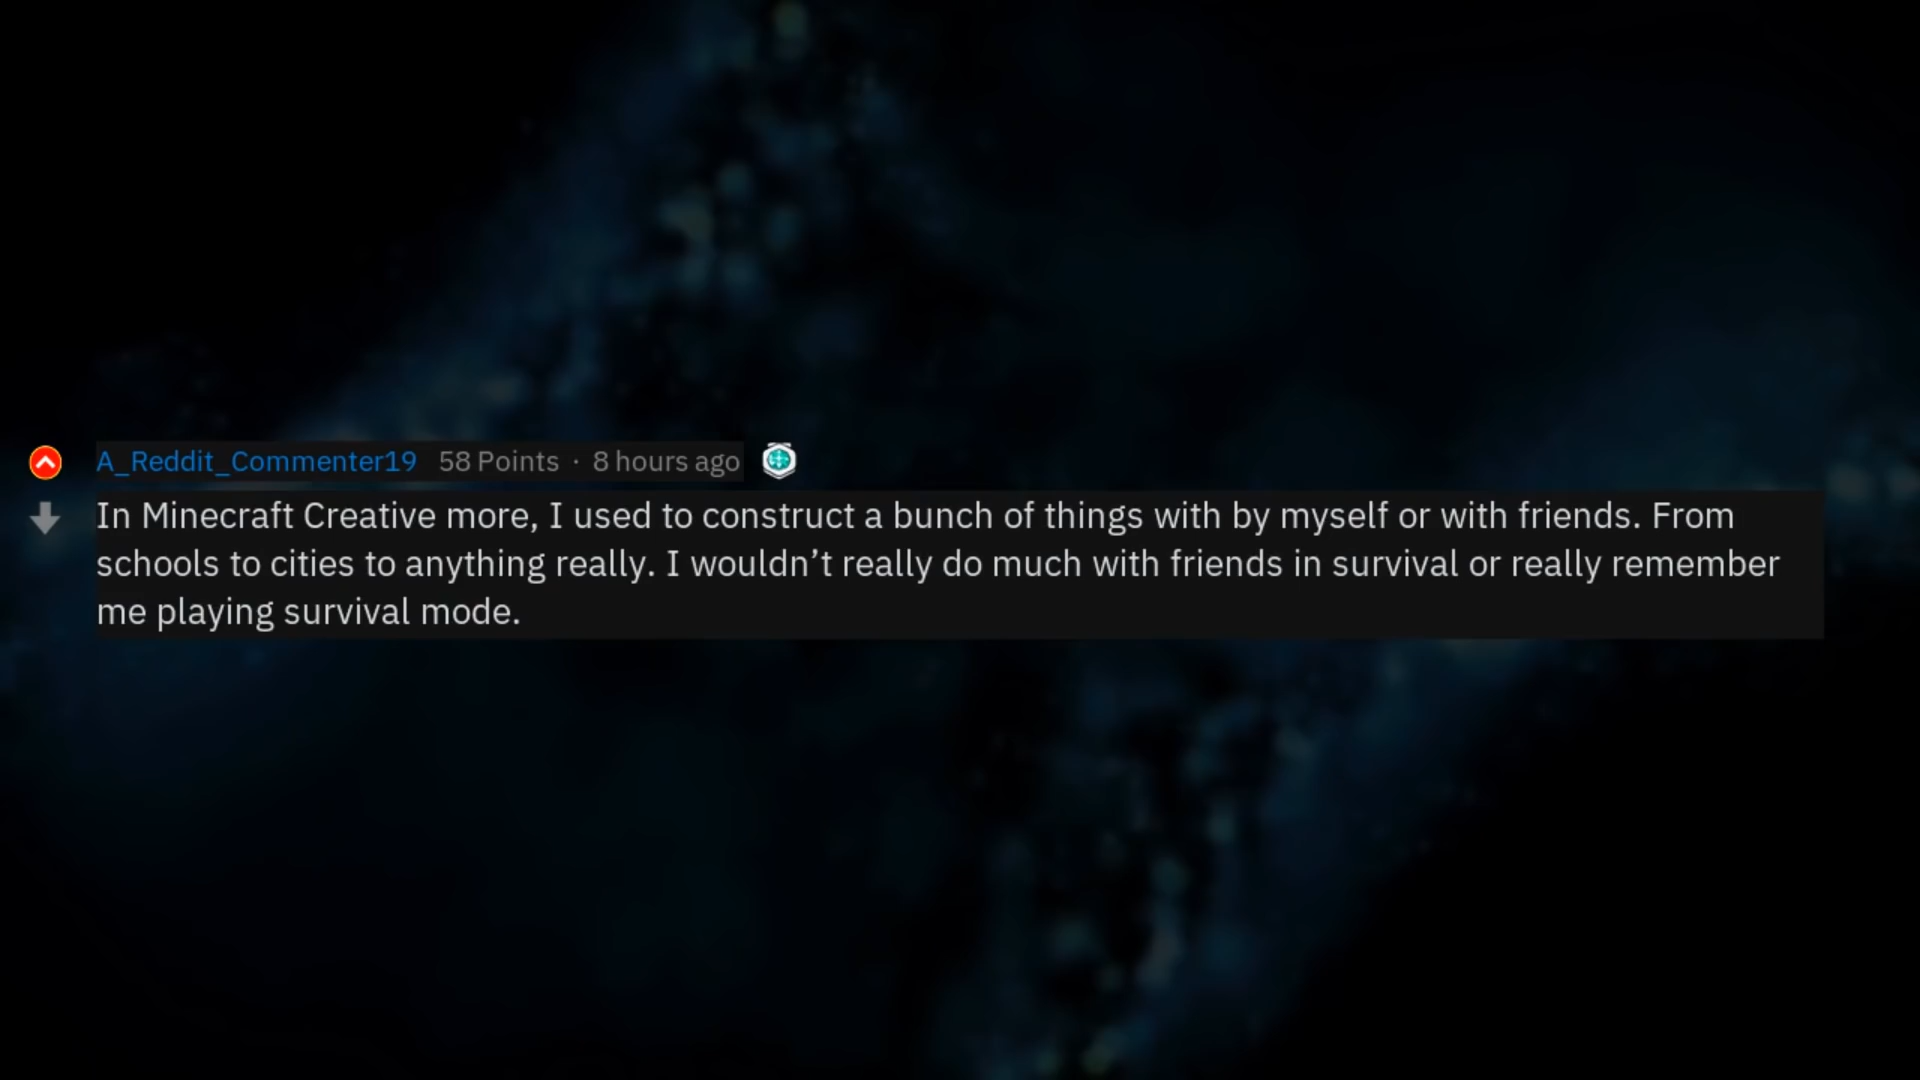 A_Reddit_Commenter19 58 Points · 8 hours ago
In Minecraft Creative more, I used to construct a bunch of things with by myself or with friends. From
schools to cities to anything really. I wouldn’t really do much with friends in survival or really remember
me playing survival mode.